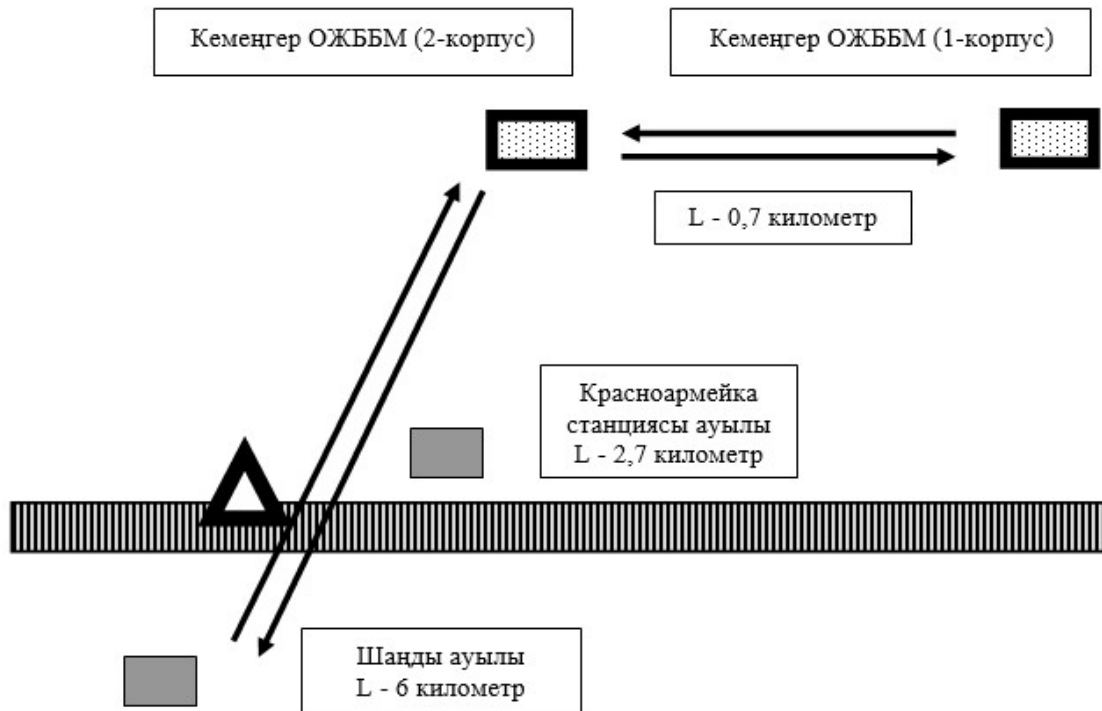 Кемеңгер ОЖББМ (2-корпус)
Кемеңгер ОЖББМ (1-корпус)
L - 0,7 километр
Красноармейка
станциясы ауылы
L - 2,7 километр
Шаңды ауылы
L - 6 километр